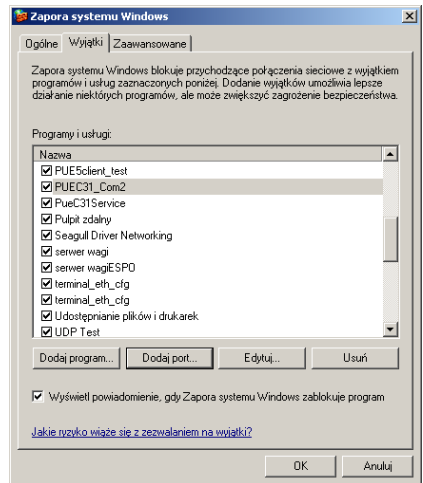 Zapora systemu Windows
Ogólne Wyjątki Zaawansowane
Zapora systemu Windows blokuje przychodzące połączenia sieciowe z wyjątkiem
programów i usług zaznaczonych poniżej. Dodanie wyjątków umożliwia lepsze
działanie niektórych programów, ale może zwiększyć zagrożenie bezpieczeństwa.
Programy i usługi:
Nazwa
PUE5client_test
PUEC31_Com2
PueC31Service
Pulpit zdalny
Seagull Driver Networking
serwer wagi
serwer wagiESPO
terminal_eth_cfg
terminal_eth_cfg
Udostępnianie plików i drukarek
UDP Test
Dodaj program... Dodaj port... Edytuj... Usuń
Wyświetl powiadomienie, gdy Zapora systemu Windows zablokuje program
Jakie ryzyko wiąże się z zezwalaniem na wyjątki?
OK Anuluj